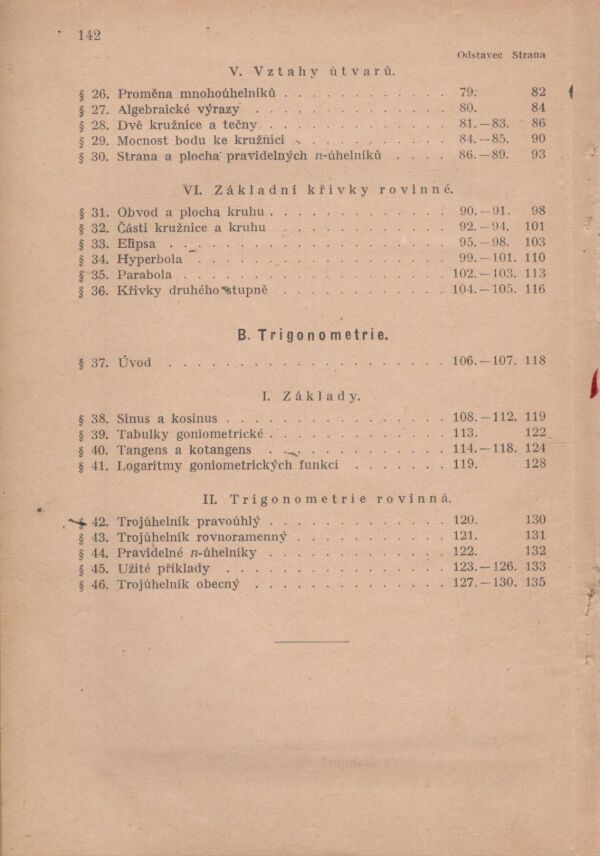 142
Odstavec Strana
V. Vztahy útvarů.
§ 26. Proměna mnohoúhelníků . . . . . . . . . . . . . 79. 82
§ 27. Algebraické výrazy . . . . . . . . . . . . . . 80. 84
§ 28. Dvě kružnice a tečny . . . . . . . . . . . . . 81.—83. 86
§ 29. Mocnost bodu ke kružnici . . . . . . . . . . . 84.—85. 90
§ 30. Strana a plocha pravidelných n-úhelníků . . . . 86.—89. 93
VI. Základní křivky rovinné.
§ 31. Obvod a plocha kruhu . . . . . . . . . . . . . 90.—91. 98
§ 32. Části kružnice a kruhu . . . . . . . . . . . . 92.—94. 101
§ 33. Elipsa . . . . . . . . . . . . . . . . . . . 95.—98. 103
§ 34. Hyperbola . . . . . . . . . . . . . . . . . . 99.—101. 110
§ 35. Parabola . . . . . . . . . . . . . . . . . . 102.—103. 113
§ 36. Křivky druhého stupně . . . . . . . . . . . . 104.—105. 116
B. Trigonometrie.
§ 37. Úvod . . . . . . . . . . . . . . . . . . . . 106.—107. 118
I. Základy.
§ 38. Sinus a kosinus . . . . . . . . . . . . . . . 108.—112. 119
§ 39. Tabulky goniometrické . . . . . . . . . . . . . 113. 122
§ 40. Tangens a kotangens . . . . . . . . . . . . . 114.—118. 124
§ 41. Logaritmy goniometrických funkcí . . . . . . . 119. 128
II. Trigonometrie rovinná.
§ 42. Trojúhelník pravoúhlý . . . . . . . . . . . . . 120. 130
§ 43. Trojúhelník rovnoramenný . . . . . . . . . . . 121. 131
§ 44. Pravidelné n-úhelníky . . . . . . . . . . . . . 122. 132
§ 45. Užité příklady . . . . . . . . . . . . . . . . 123.—126. 133
§ 46. Trojúhelník obecný . . . . . . . . . . . . . . 127.—130. 135